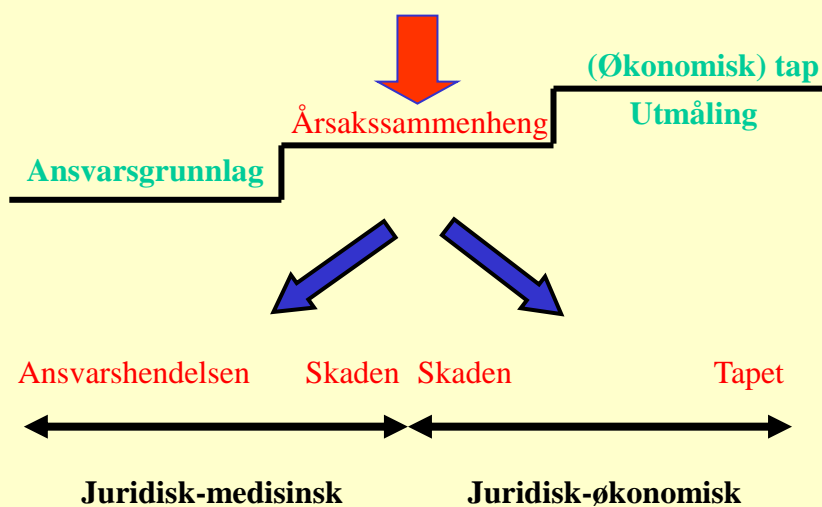 (Økonomisk) tap
Årsakssammenheng
Utmåling
Ansvarsgrunnlag
Ansvarshendelsen Skaden Skaden Tapet
Juridisk-medisinsk Juridisk-økonomisk